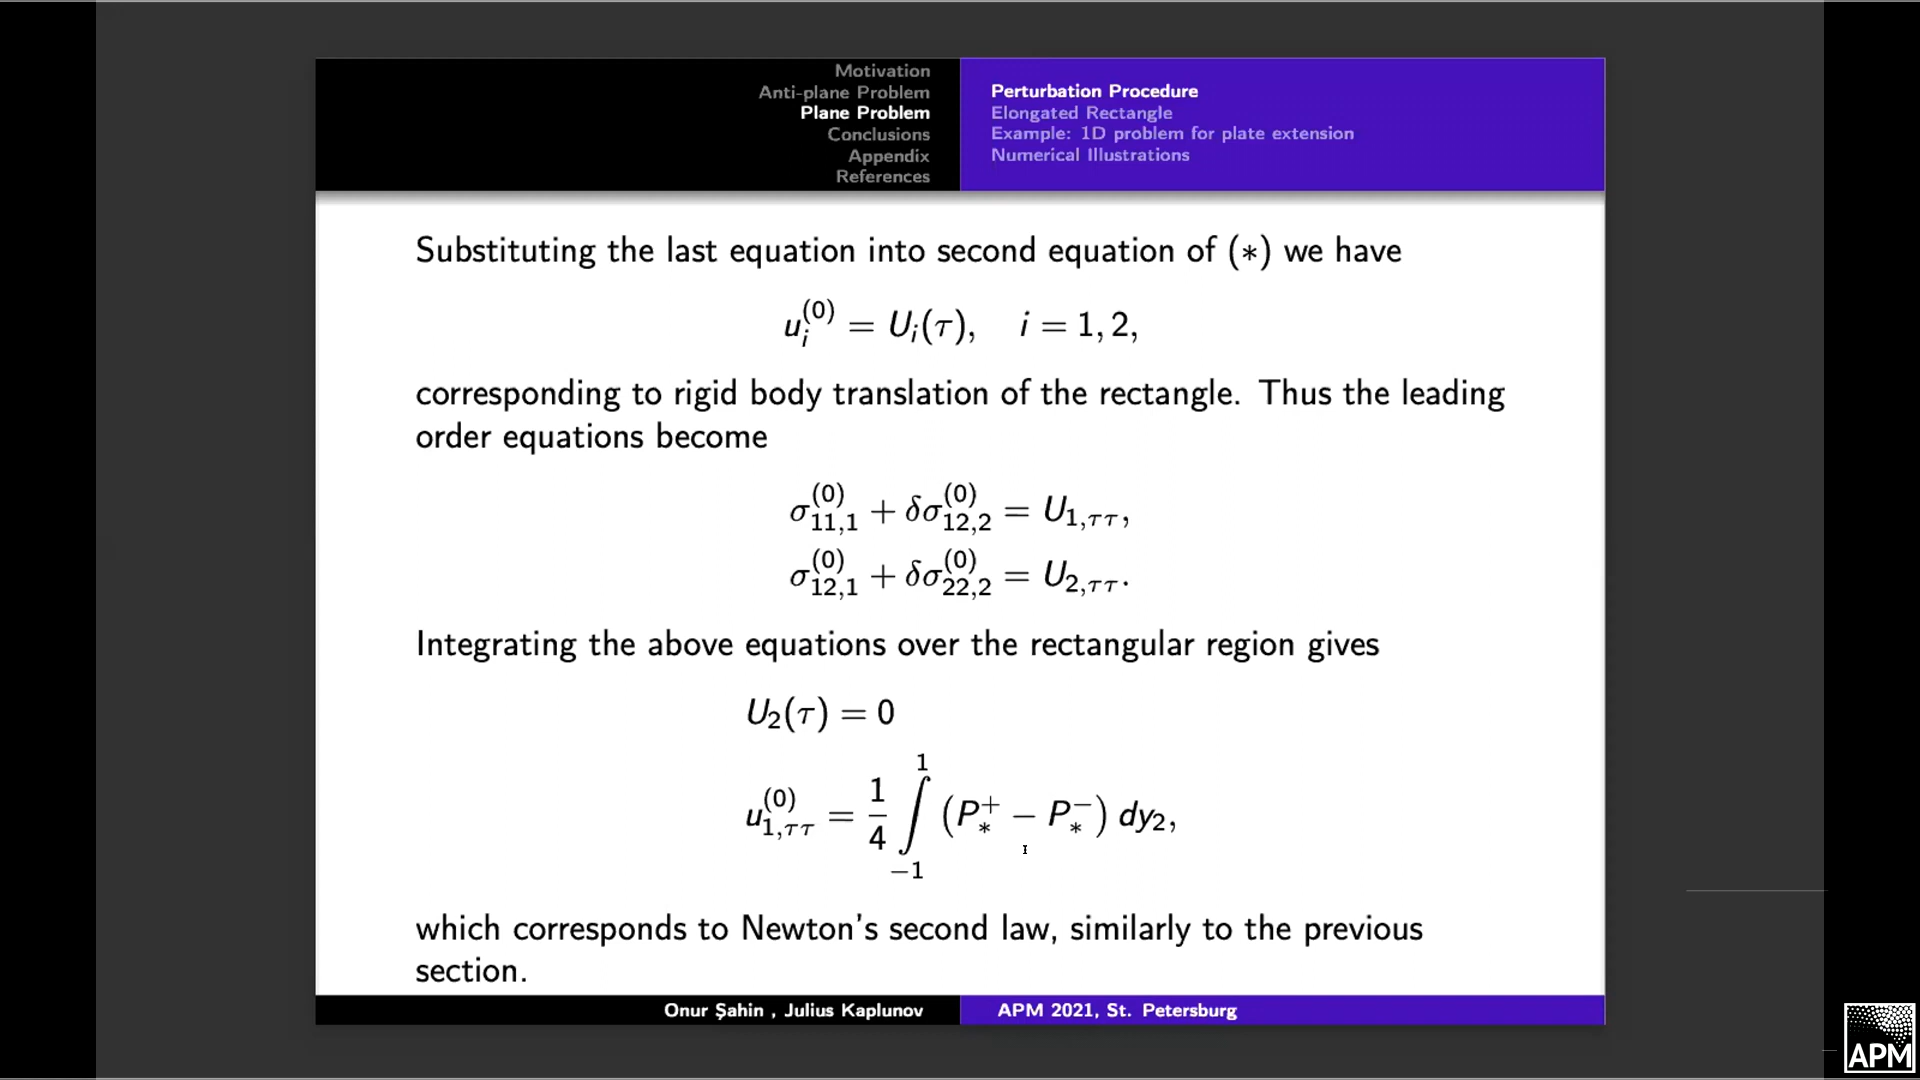 Motivation
Anti-plane Problem
Plane Problem
Conclusions
Appendix
References
Perturbation Procedure
Elongated Rectangle
Example: 1D problem for plate extension
Numerical Illustrations
Substituting the last equation into second equation of (∗) we have
u_i^{(0)} = U_i(τ), i = 1, 2,
corresponding to rigid body translation of the rectangle. Thus the leading
order equations become
σ_{11,1}^{(0)} + δσ_{12,2}^{(0)} = U_{1,ττ},
σ_{12,1}^{(0)} + δσ_{22,2}^{(0)} = U_{2,ττ}.
Integrating the above equations over the rectangular region gives
U_2(τ) = 0
u_{1,ττ}^{(0)} = \frac{1}{4} \int_{-1}^{1} (P_∗^+ − P_∗^−) dy_2,
which corresponds to Newton's second law, similarly to the previous
section.
Onur Şahin , Julius Kaplunov
APM 2021, St. Petersburg
APM